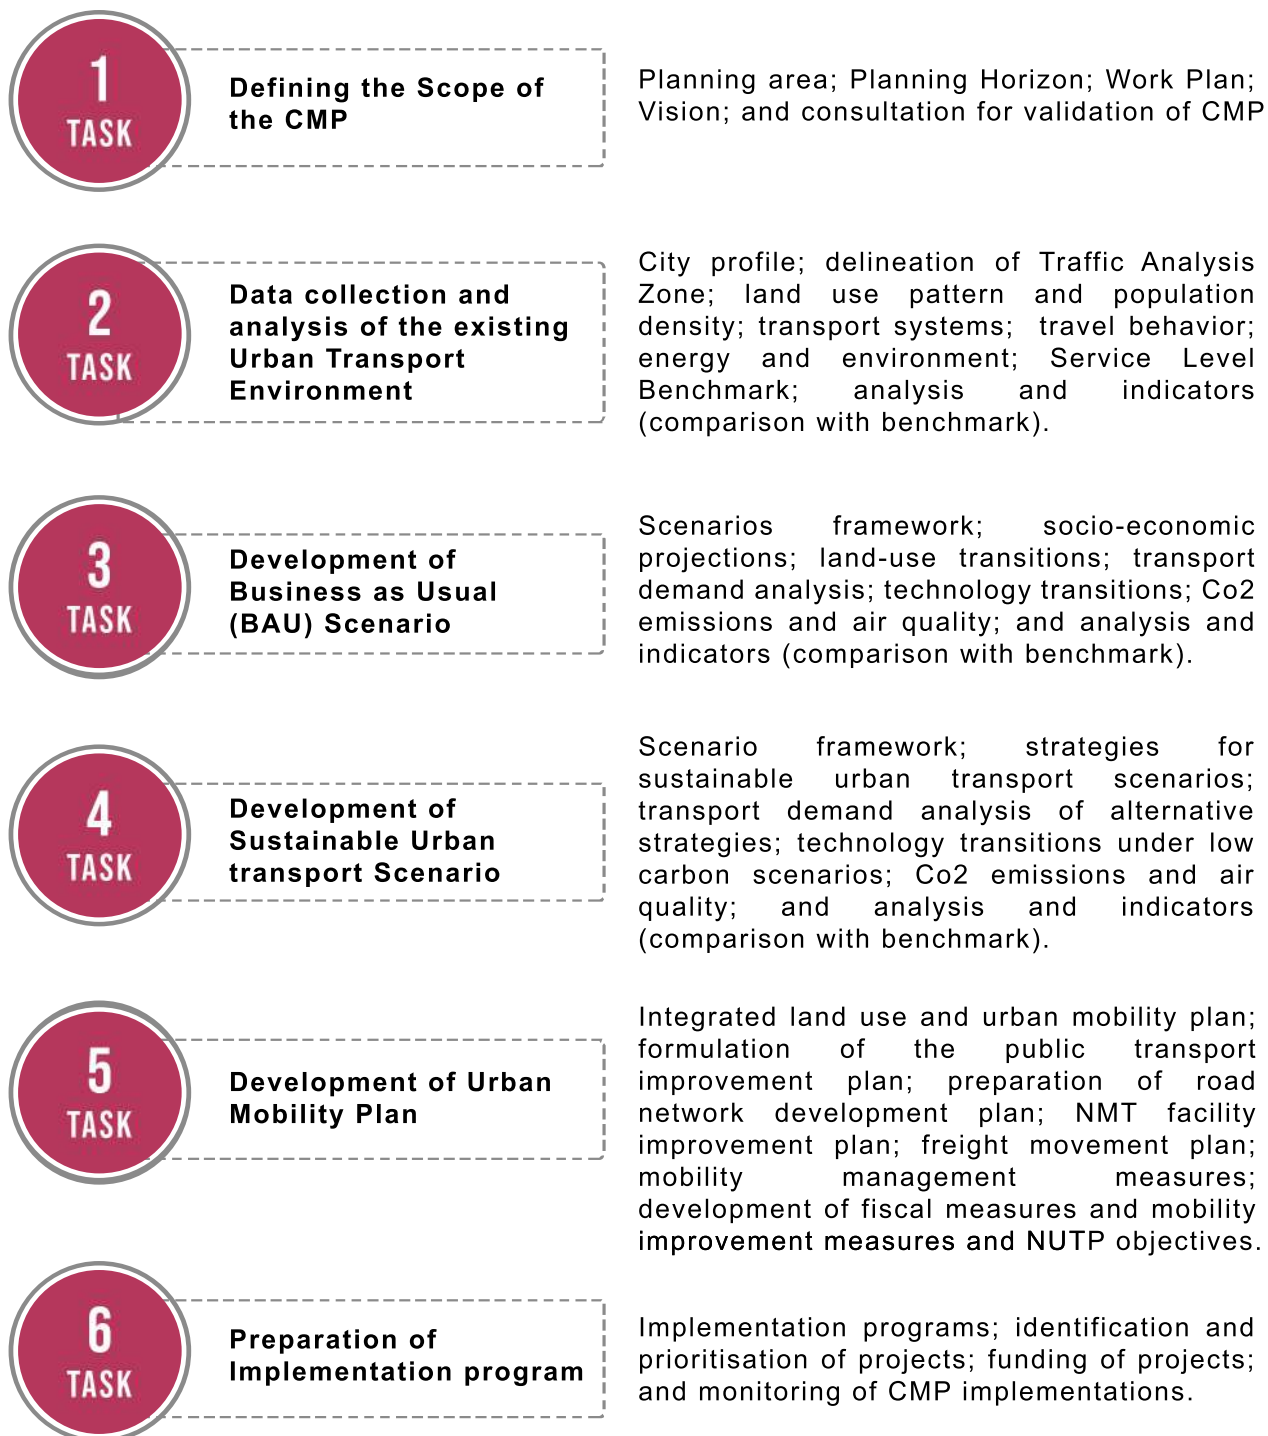 1
TASK
Defining the Scope of
the CMP
Planning area; Planning Horizon; Work Plan;
Vision; and consultation for validation of CMP
2
TASK
Data collection and
analysis of the existing
Urban Transport
Environment
City profile; delineation of Traffic Analysis
Zone; land use pattern and population
density; transport systems; travel behavior;
energy and environment; Service Level
Benchmark; analysis and indicators
(comparison with benchmark).
3
TASK
Development of
Business as Usual
(BAU) Scenario
Scenarios framework; socio-economic
projections; land-use transitions; transport
demand analysis; technology transitions; Co2
emissions and air quality; and analysis and
indicators (comparison with benchmark).
4
TASK
Development of
Sustainable Urban
transport Scenario
Scenario framework; strategies for
sustainable urban transport scenarios;
transport demand analysis of alternative
strategies; technology transitions under low
carbon scenarios; Co2 emissions and air
quality; and analysis and indicators
(comparison with benchmark).
5
TASK
Development of Urban
Mobility Plan
Integrated land use and urban mobility plan;
formulation of the public transport
improvement plan; preparation of road
network development plan; NMT facility
improvement plan; freight movement plan;
mobility management measures;
development of fiscal measures and mobility
improvement measures and NUTP objectives.
6
TASK
Preparation of
Implementation program
Implementation programs; identification and
prioritisation of projects; funding of projects;
and monitoring of CMP implementations.